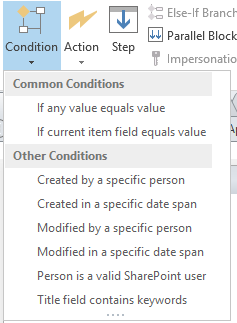 Condition
Action
Step
Else-If Branch
Parallel Block
Impersonation
Common Conditions
If any value equals value
If current item field equals value
Other Conditions
Created by a specific person
Created in a specific date span
Modified by a specific person
Modified in a specific date span
Person is a valid SharePoint user
Title field contains keywords